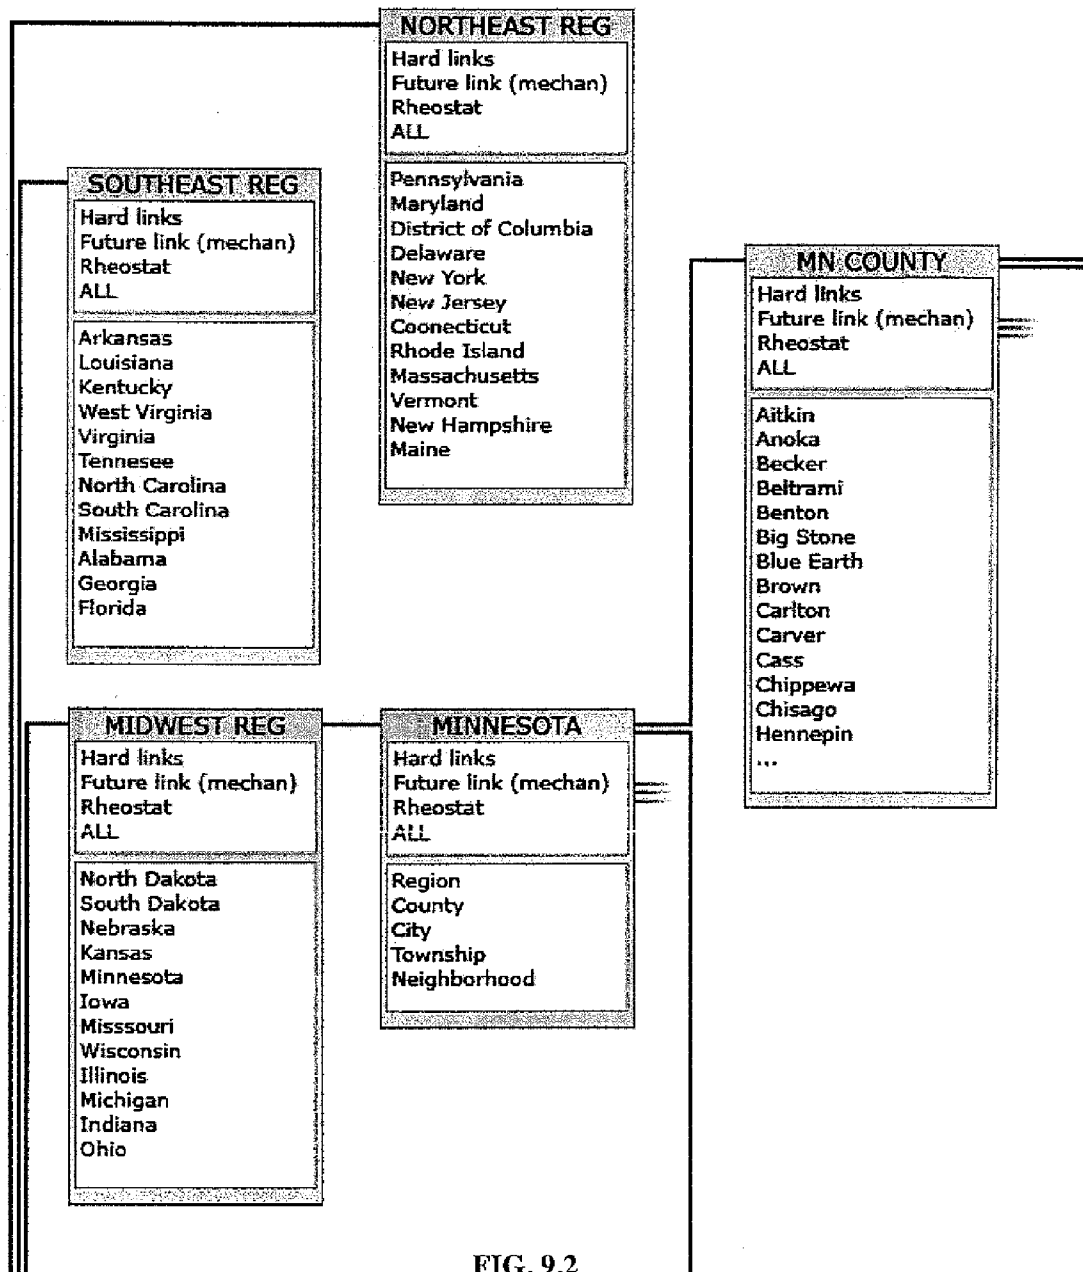 NORTHEAST REG
Hard links
Future link (mechan)
Rheostat
ALL
Pennsylvania
Maryland
District of Columbia
Delaware
New York
New Jersey
Coonecticut
Rhode Island
Massachusetts
Vermont
New Hampshire
Maine
SOUTHEAST REG
Hard links
Future link (mechan)
Rheostat
ALL
Arkansas
Louisiana
Kentucky
West Virginia
Virginia
Tennesee
North Carolina
South Carolina
Mississippi
Alabama
Georgia
Florida
MN COUNTY
Hard links
Future link (mechan)
Rheostat
ALL
Aitkin
Anoka
Becker
Beltrami
Benton
Big Stone
Blue Earth
Brown
Carlton
Carver
Cass
Chippewa
Chisago
Hennepin
...
MIDWEST REG
Hard links
Future link (mechan)
Rheostat
ALL
North Dakota
South Dakota
Nebraska
Kansas
Minnesota
Iowa
Misssouri
Wisconsin
Illinois
Michigan
Indiana
Ohio
MINNESOTA
Hard links
Future link (mechan)
Rheostat
ALL
Region
County
City
Township
Neighborhood
FIG. 9.2